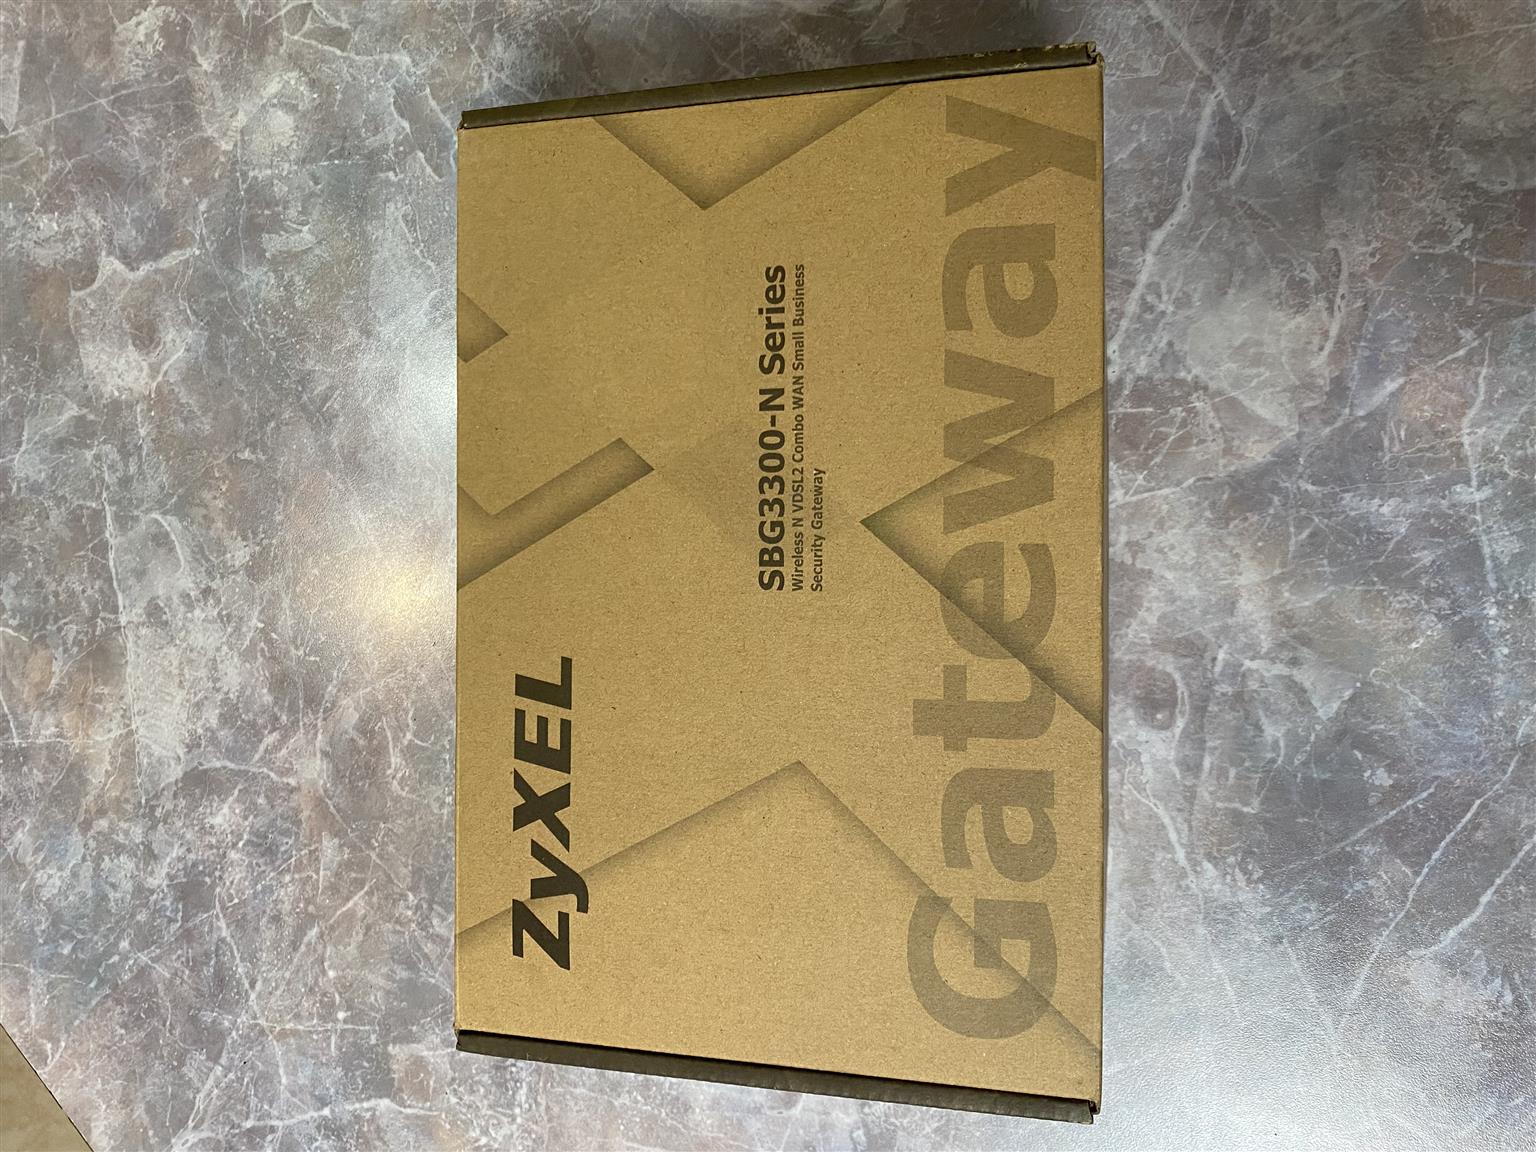 ZyXEL
SBG3300-N Series
Wireless N VDSL2 Combo WAN Small Business
Security Gateway
Gateway